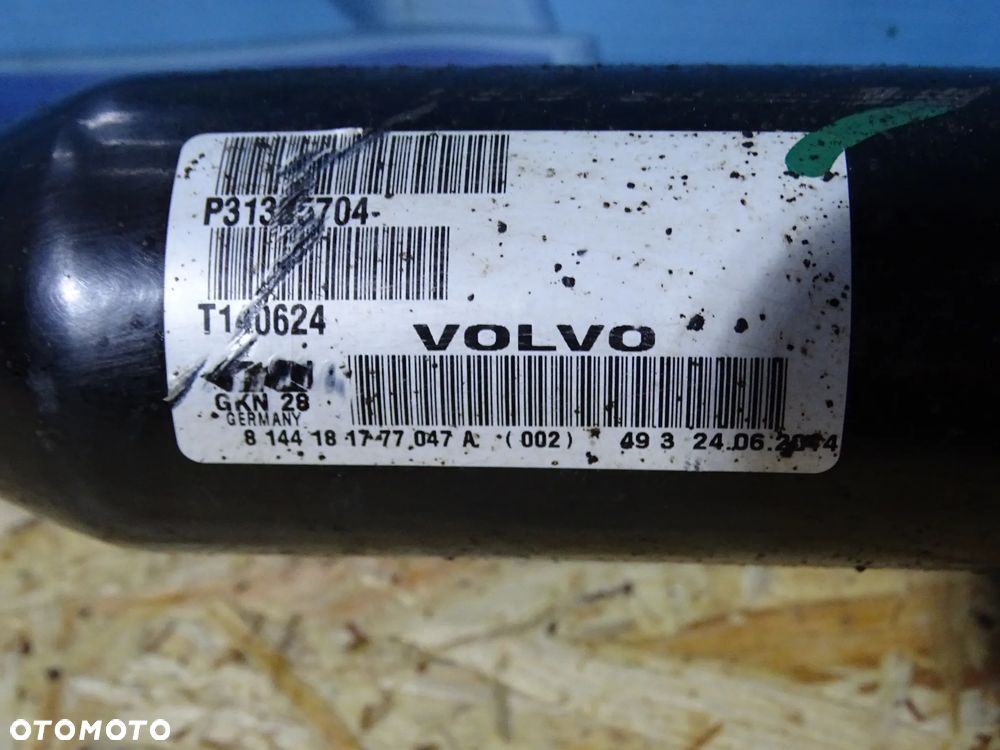 T140624
VOLVO
GKN 28
GERMANY
8 144 18 17-77 047 A (002) 49 3 24.06.2014
OTOMOTO